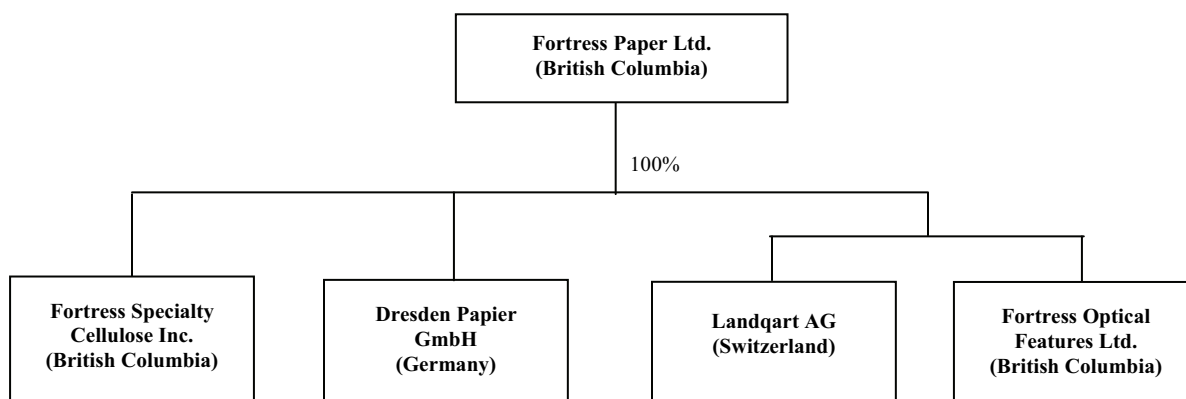 Fortress Paper Ltd.
(British Columbia)
100%
Fortress Specialty
Cellulose Inc.
(British Columbia)
Dresden Papier
GmbH
(Germany)
Landqart AG
(Switzerland)
Fortress Optical
Features Ltd.
(British Columbia)